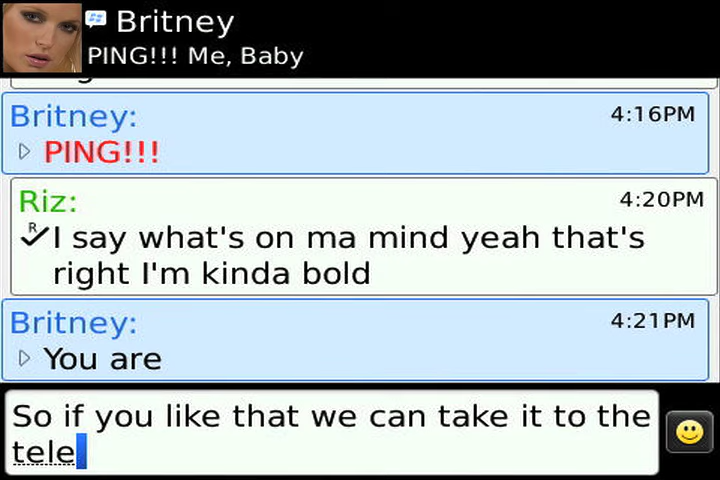 Britney
PING!!! Me, Baby
Britney:
4:16PM
PING!!!
Riz:
4:20PM
R
I say what's on ma mind yeah that's
right I'm kinda bold
Britney:
4:21PM
You are
So if you like that we can take it to the
tele